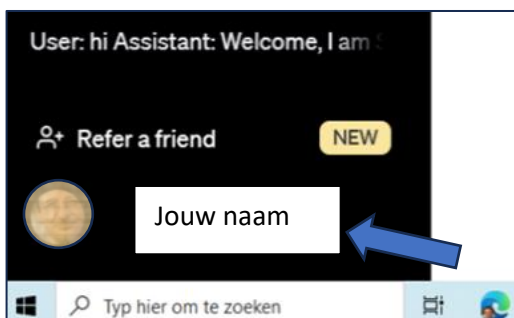 User: hi Assistant: Welcome, I am
Refer a friend NEW
Jouw naam
Typ hier om te zoeken